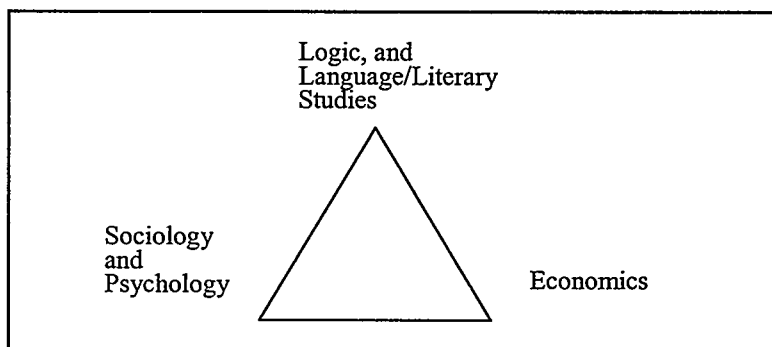 Logic, and
Language/Literary
Studies
Sociology
and
Psychology
Economics